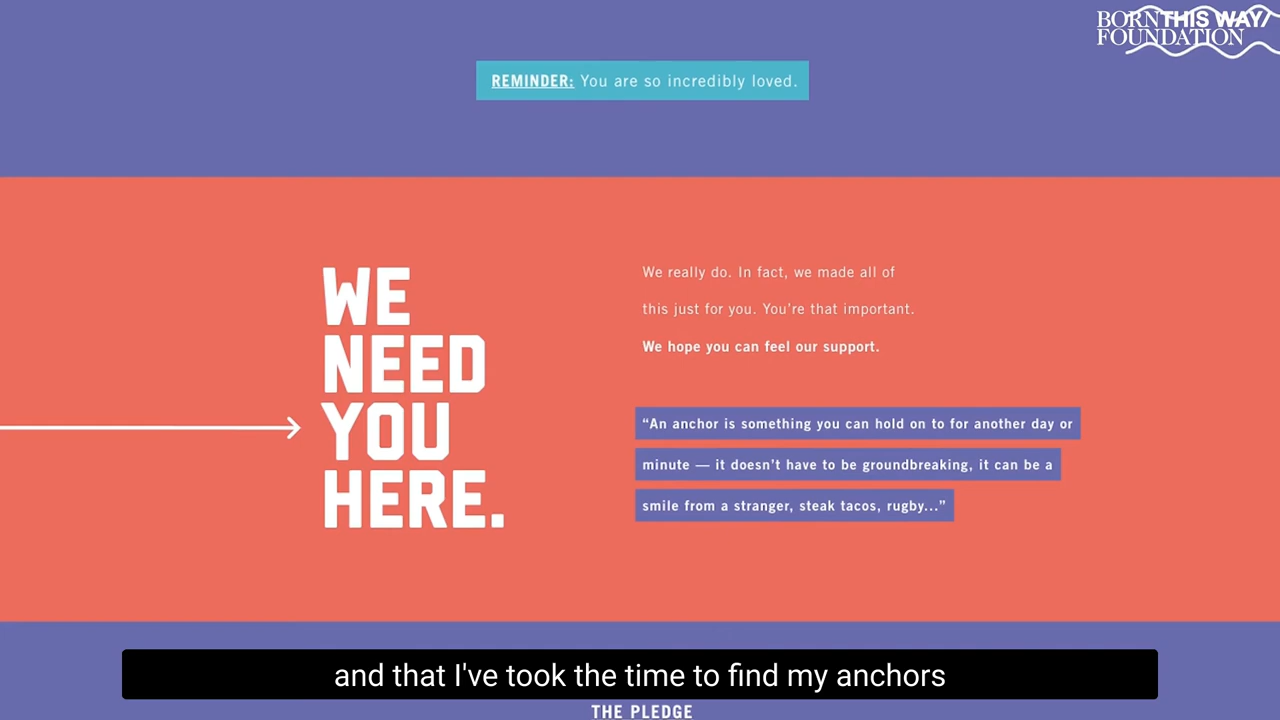 BORN THIS WAY/
FOUNDATION
REMINDER: You are so incredibly loved.
WE
NEED
YOU
HERE.
We really do. In fact, we made all of
this just for you. You're that important.
We hope you can feel our support.
“An anchor is something you can hold on to for another day or
minute — it doesn't have to be groundbreaking, it can be a
smile from a stranger, steak tacos, rugby...”
and that I've took the time to find my anchors
THE PLEDGE